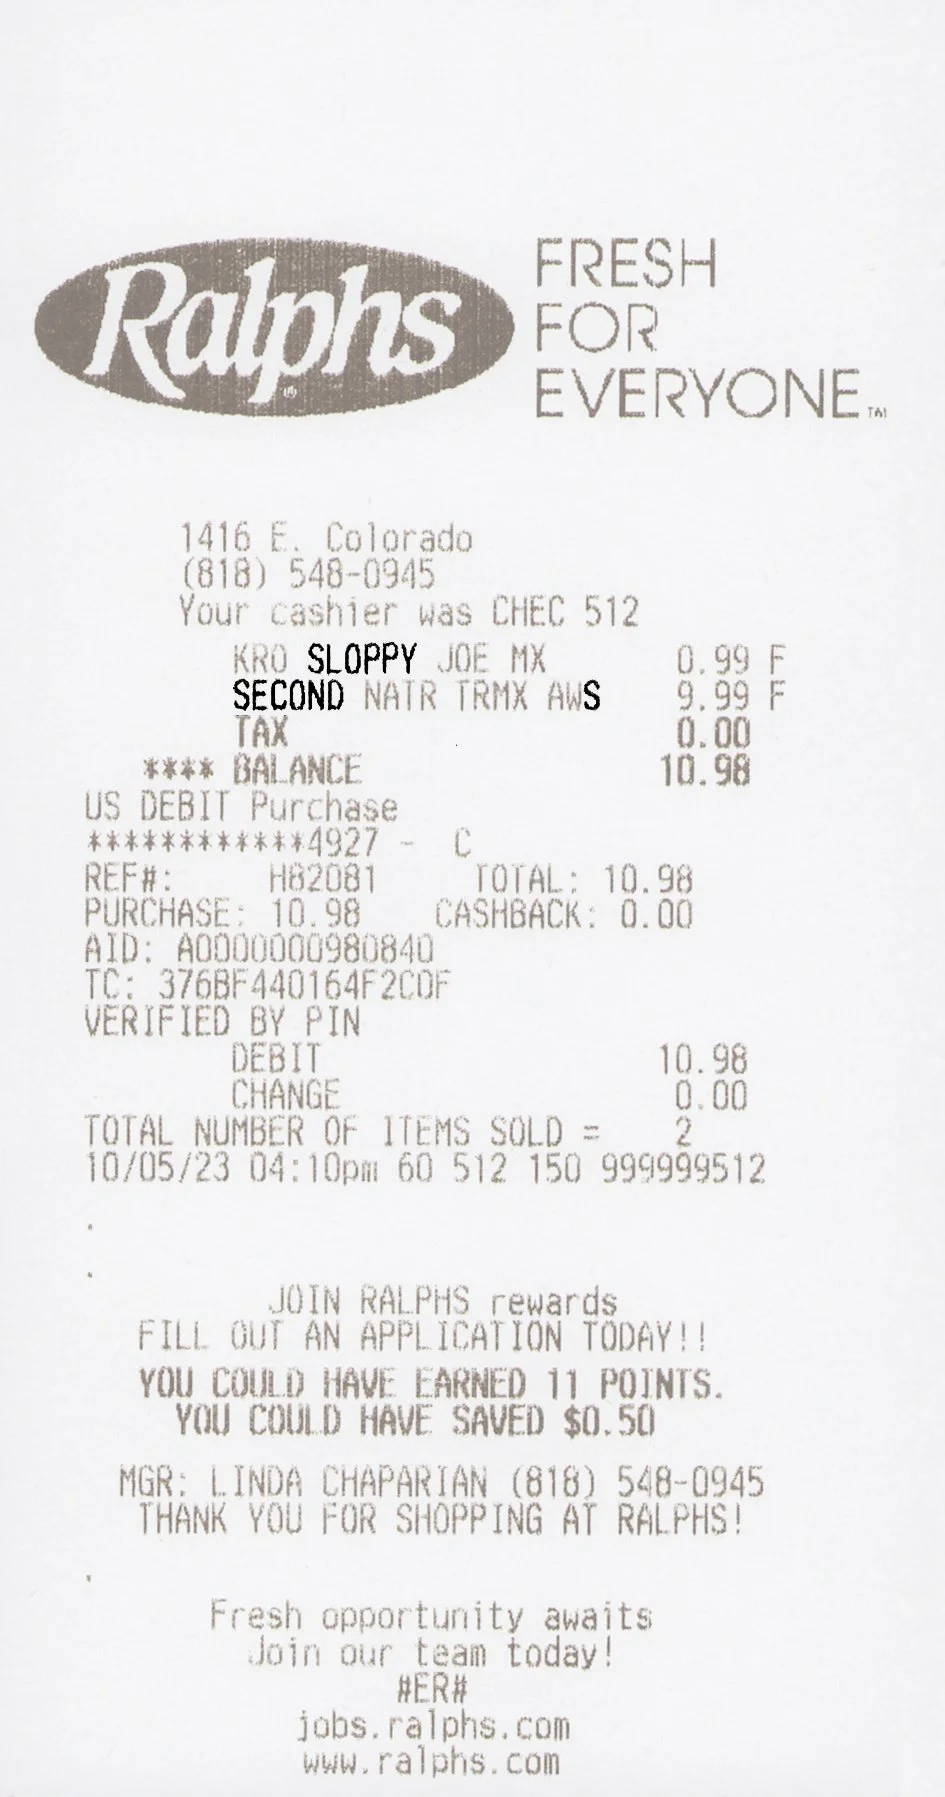 Ralphs
FRESH
FOR
EVERYONE™
1416 E. Colorado
(818) 548-0945
Your cashier was CHEC 512
KRO SLOPPY JOE MX 0.99 F
SECOND NATR TRMX AWS 9.99 F
TAX 0.00
**** BALANCE 10.98
US DEBIT Purchase
************4927 - C
REF#: H82081 TOTAL: 10.98
PURCHASE: 10.98 CASHBACK: 0.00
AID: A0000000980840
TC: 376BF440164F2C0F
VERIFIED BY PIN
DEBIT 10.98
CHANGE 0.00
TOTAL NUMBER OF ITEMS SOLD = 2
10/05/23 04:10pm 60 512 150 999999512
.
.
JOIN RALPHS rewards
FILL OUT AN APPLICATION TODAY!!
YOU COULD HAVE EARNED 11 POINTS.
YOU COULD HAVE SAVED $0.50
MGR: LINDA CHAPARIAN (818) 548-0945
THANK YOU FOR SHOPPING AT RALPHS!
.
Fresh opportunity awaits
Join our team today!
#ER#
jobs.ralphs.com
www.ralphs.com